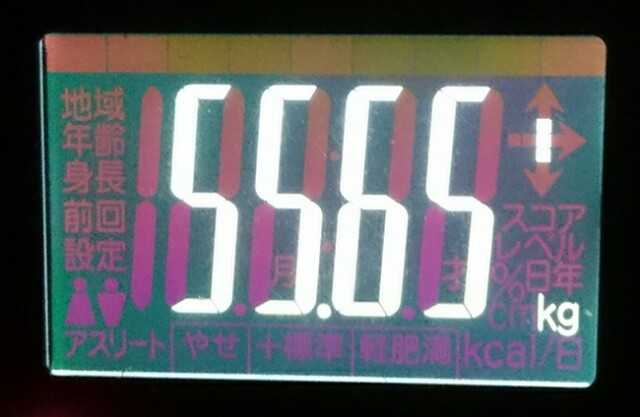 地域
年齢
身長
前回
設定
55.65
kg
月
才
スコア
レベル
%日年
cm
アスリート
やせ
+標準
軽肥満
kcal/日